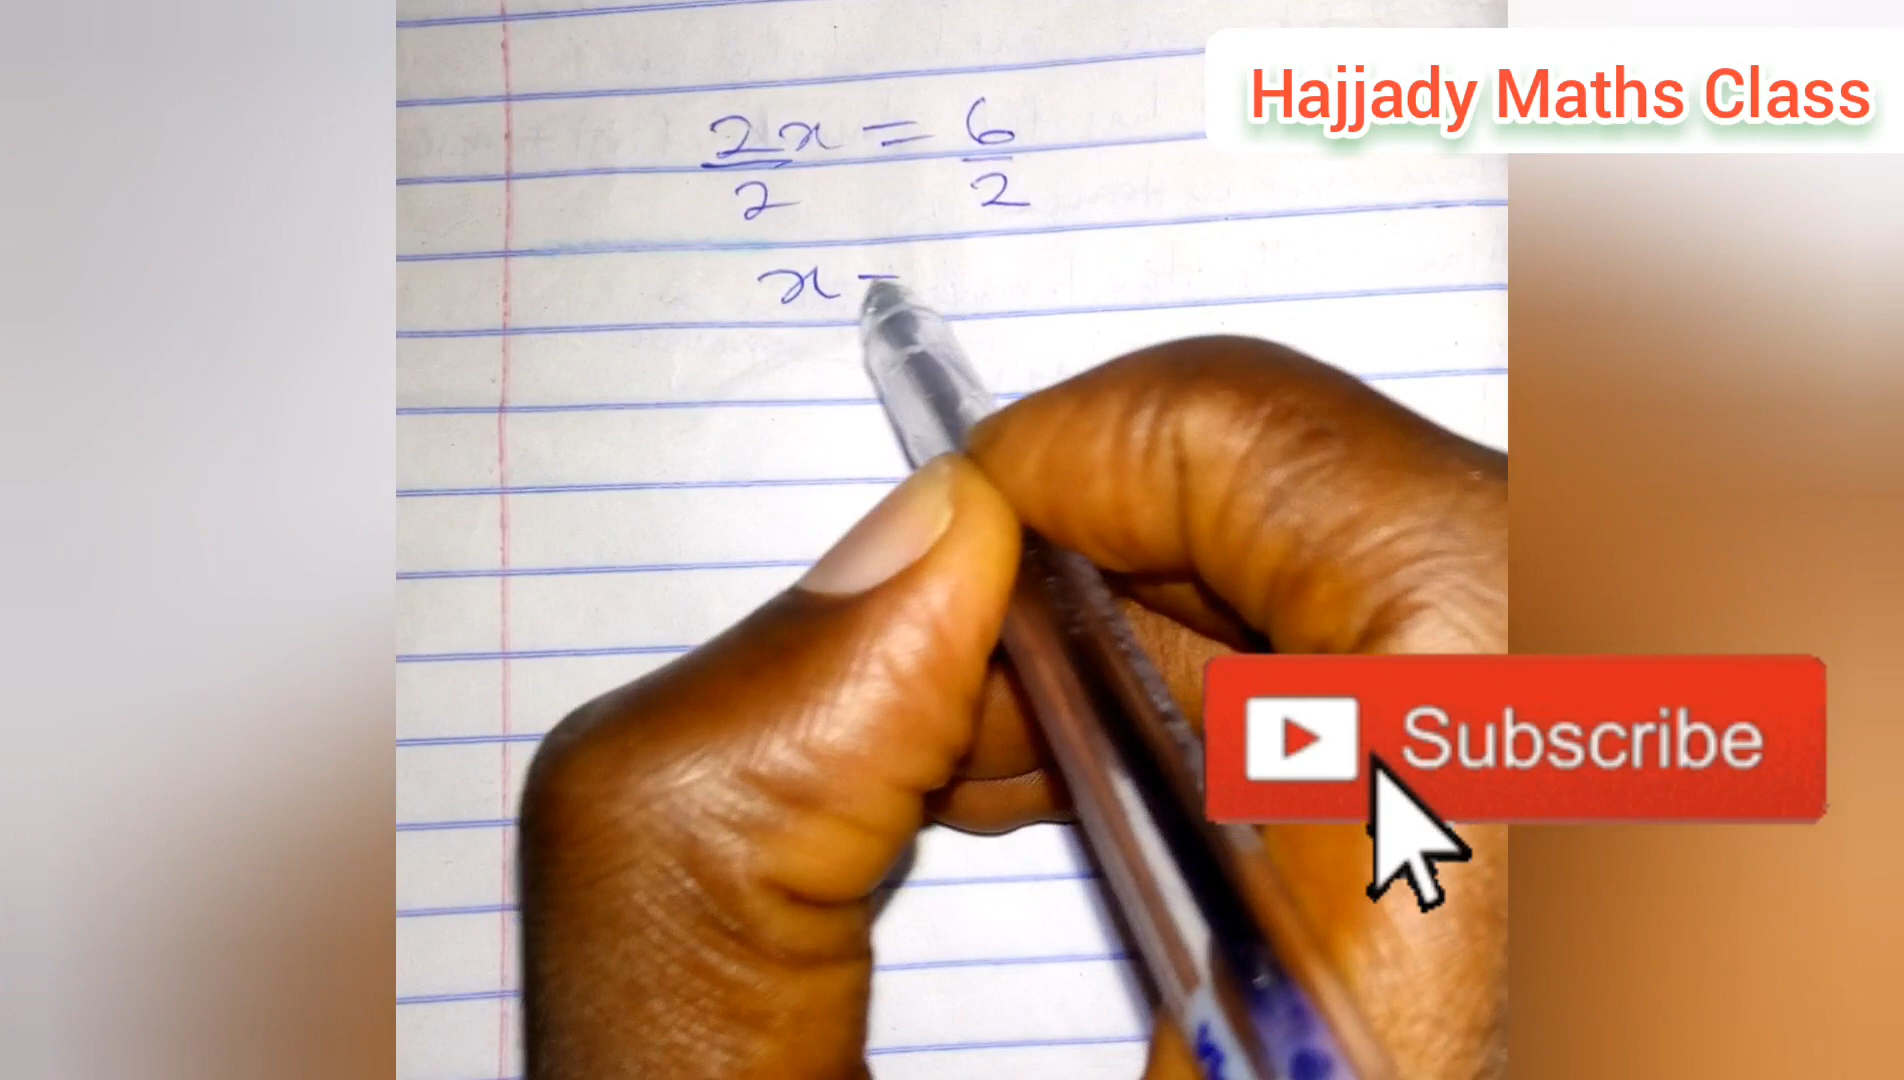 Hajjady Maths Class
2x = 6
2 2
x =
Subscribe